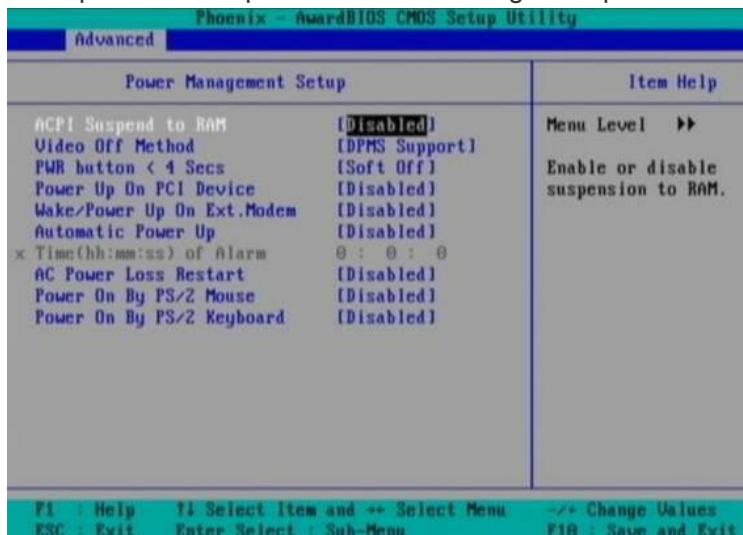 Phoenix - AwardBIOS CMOS Setup Utility
Advanced
Power Management Setup
Item Help
ACPI Suspend to RAM [Disabled]
Video Off Method [DPMS Support]
PWR button < 4 Secs [Soft Off]
Power Up On PCI Device [Disabled]
Wake/Power Up On Ext.Modem [Disabled]
Automatic Power Up [Disabled]
x Time(hh:mm:ss) of Alarm 0 : 0 : 0
AC Power Loss Restart [Disabled]
Power On By PS/2 Mouse [Disabled]
Power On By PS/2 Keyboard [Disabled]
Menu Level ▶▶
Enable or disable
suspension to RAM.
F1 : Help ↑↓ Select Item and ↔ Select Menu -/+ Change Values
ESC : Exit Enter Select : Sub-Menu F10 : Save and Exit